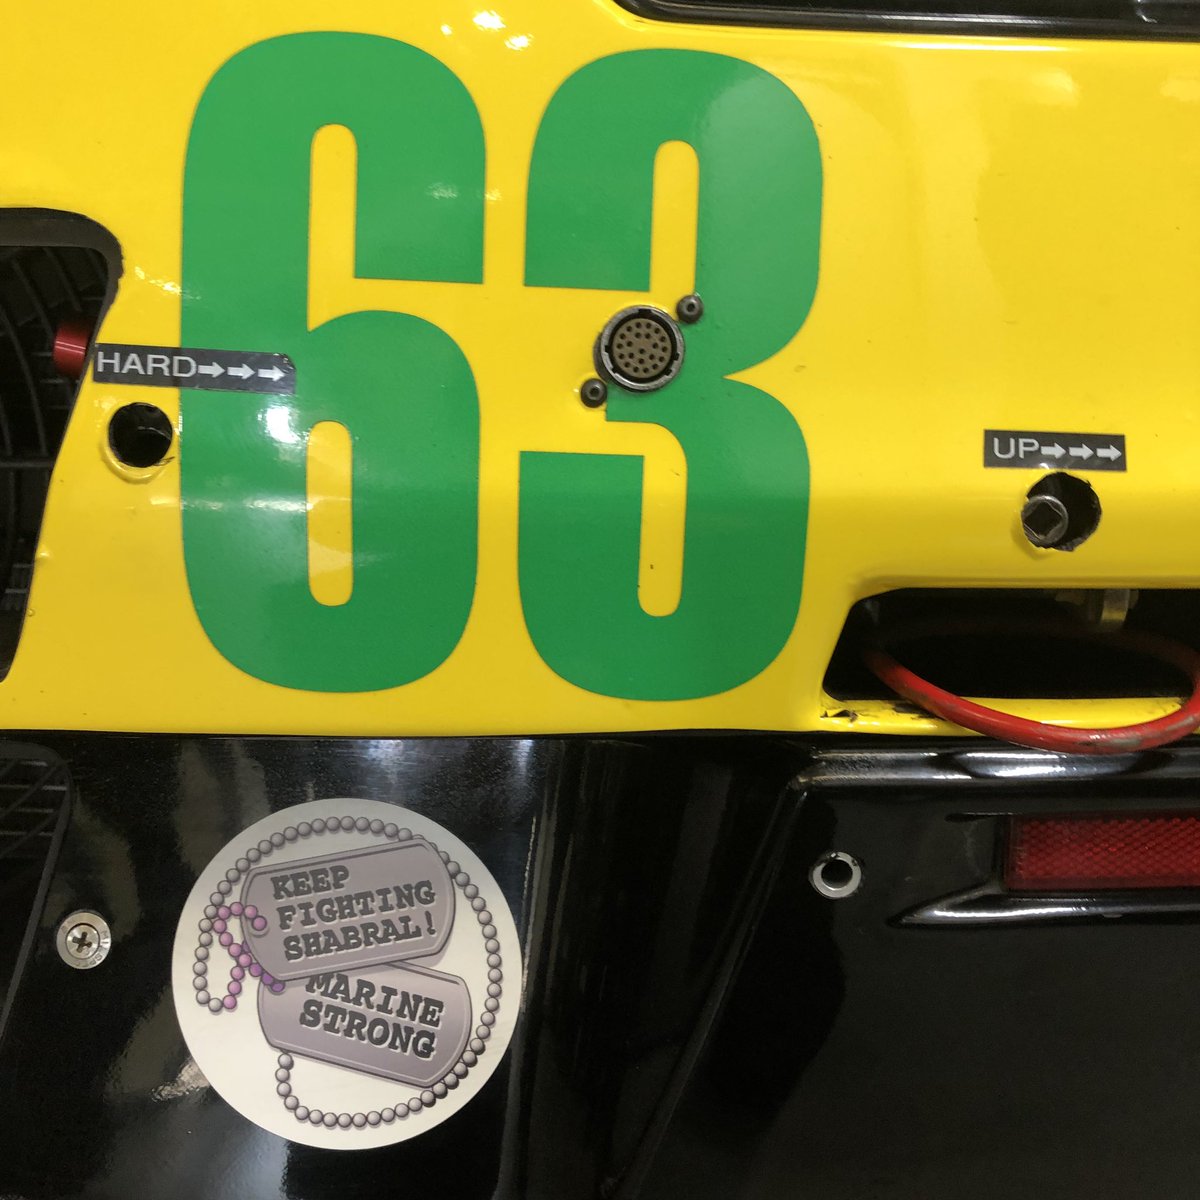 63
HARD→→→
UP→→→
KEEP
FIGHTING
SHABRAL!
MARINE
STRONG